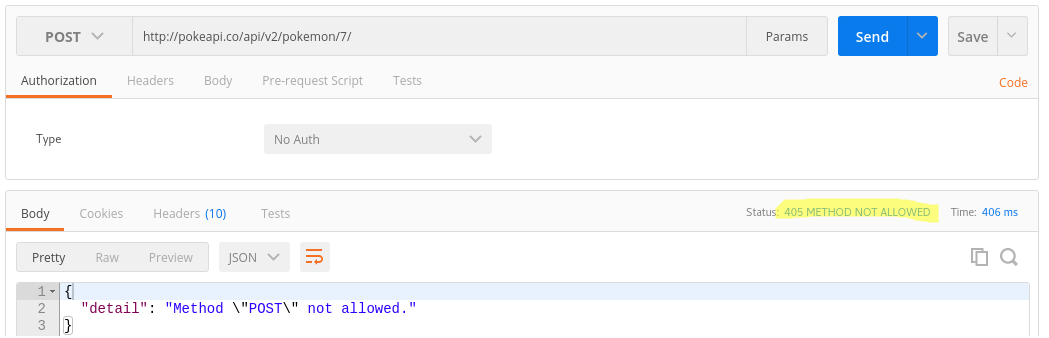 POST http://pokeapi.co/api/v2/pokemon/7/ Params Send Save
Authorization Headers Body Pre-request Script Tests Code
Type No Auth
Body Cookies Headers (10) Tests Status: 405 METHOD NOT ALLOWED Time: 406 ms
Pretty Raw Preview JSON
1 {
2 "detail": "Method \"POST\" not allowed."
3 }